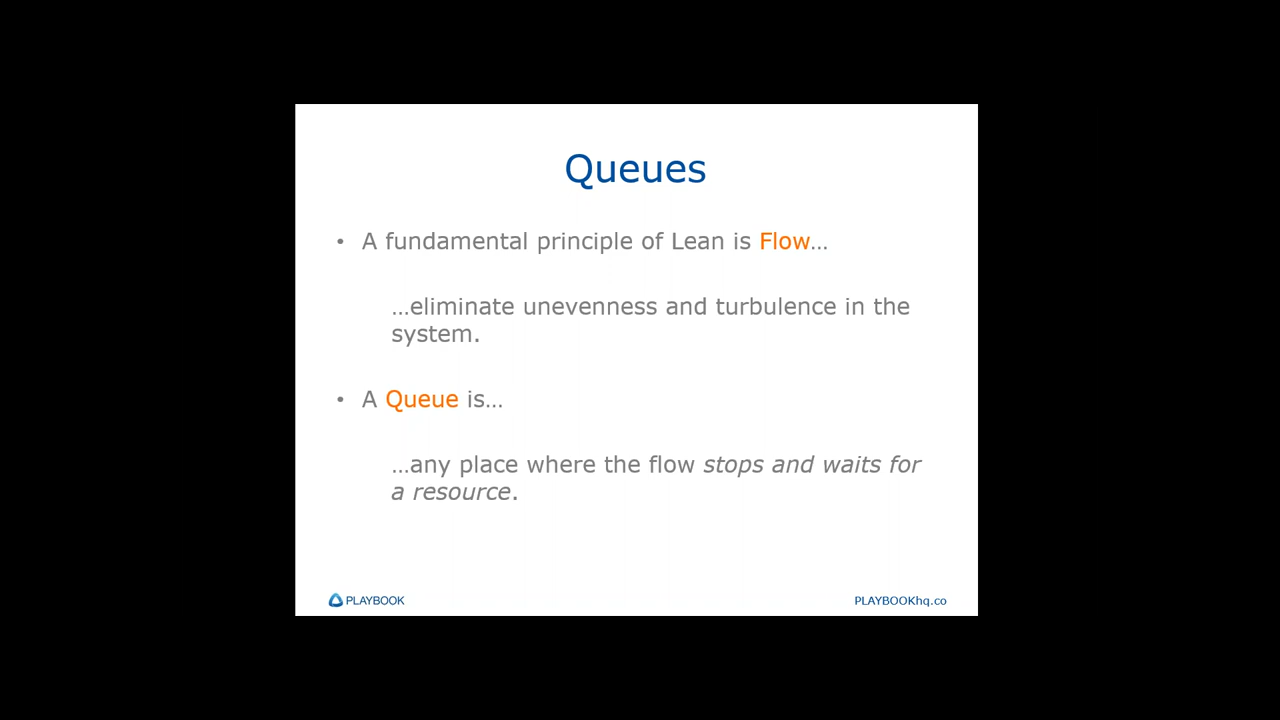 Queues
• A fundamental principle of Lean is Flow…
…eliminate unevenness and turbulence in the
system.
• A Queue is…
…any place where the flow stops and waits for
a resource.
PLAYBOOK
PLAYBOOKhq.co